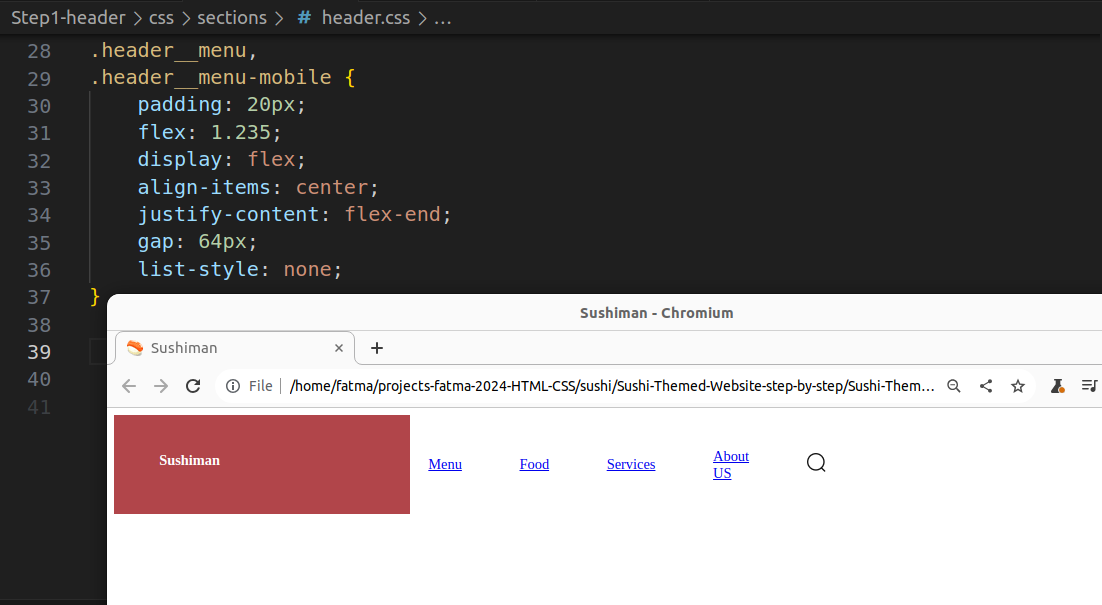 Step1-header > css > sections > # header.css > ...
28 .header__menu,
29 .header__menu-mobile {
30 padding: 20px;
31 flex: 1.235;
32 display: flex;
33 align-items: center;
34 justify-content: flex-end;
35 gap: 64px;
36 list-style: none;
37 }
38
39
40
41
Sushiman - Chromium
Sushiman × +
File | /home/fatma/projects-fatma-2024-HTML-CSS/sushi/Sushi-Themed-Website-step-by-step/Sushi-Them...
Sushiman Menu Food Services About
US